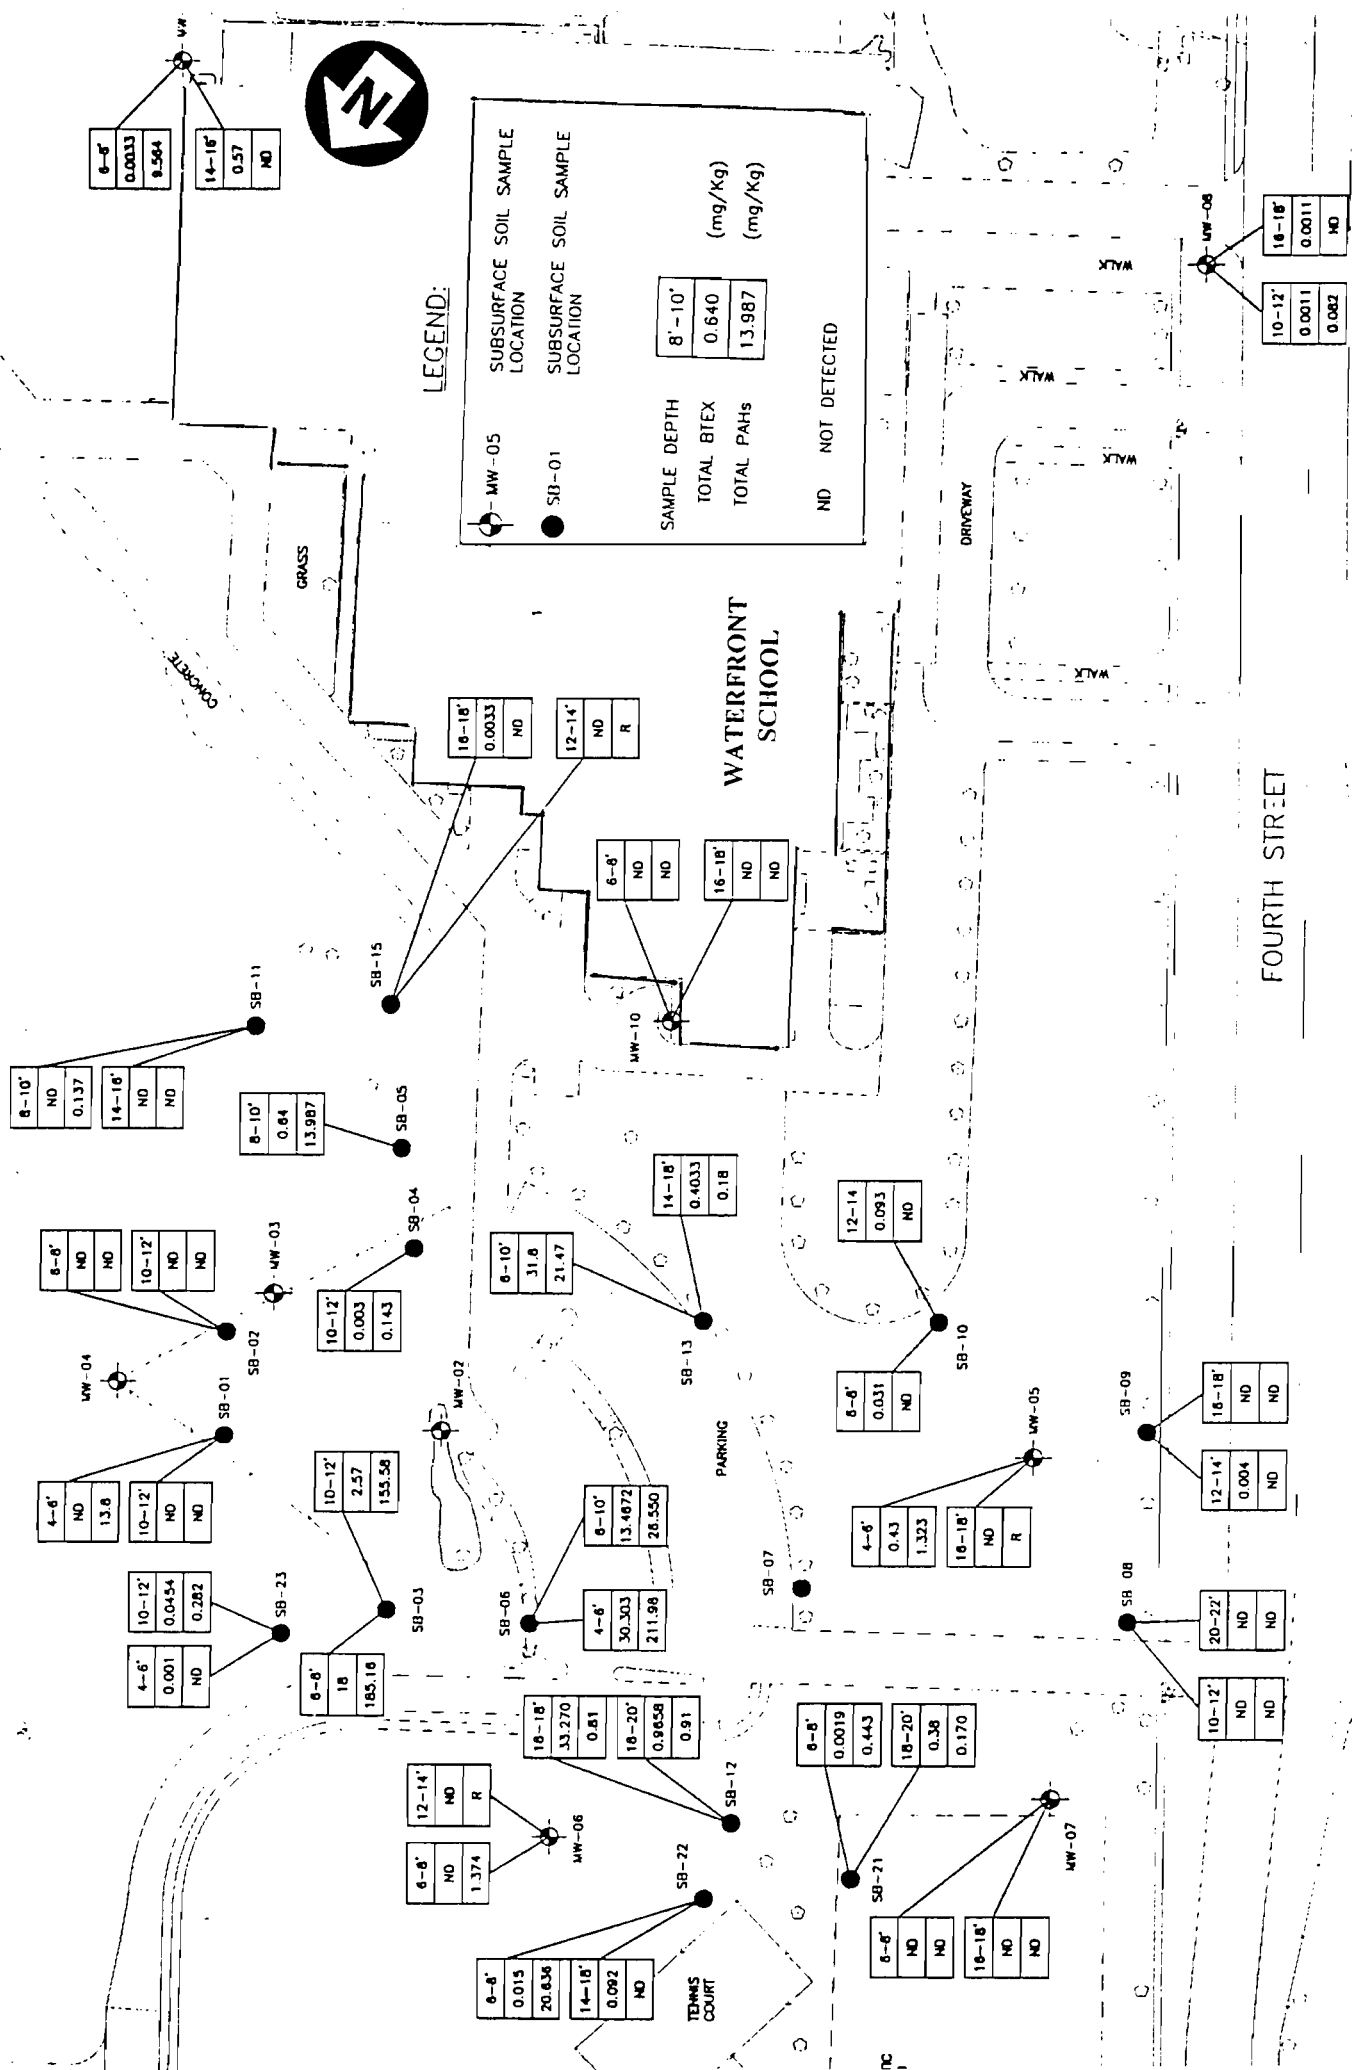 6-8'
0.0033
9.564
14-16'
0.57
ND
N
LEGEND:
MW-05
SUBSURFACE SOIL SAMPLE
LOCATION
SB-01
SUBSURFACE SOIL SAMPLE
LOCATION
SAMPLE DEPTH
8'-10'
TOTAL BTEX
0.640
(mg/Kg)
TOTAL PAHs
13.987
(mg/Kg)
ND
NOT DETECTED
GRASS
CONCRETE
WATERFRONT
SCHOOL
DRIVEWAY
WALK
WALK
WALK
WALK
FOURTH STREET
MW-08
16-18'
0.0011
ND
10-12'
0.0011
0.082
SB-15
16-18'
0.0033
ND
12-14'
ND
R
MW-10
6-8'
ND
ND
16-18'
ND
ND
SB-11
8-10'
ND
0.137
14-16'
ND
ND
SB-05
8-10'
0.64
13.987
SB-04
10-12'
0.003
0.143
MW-03
SB-02
6-8'
ND
ND
10-12'
ND
ND
MW-04
SB-01
4-6'
ND
13.8
10-12'
ND
ND
MW-02
SB-13
14-18'
0.4033
0.18
8-10'
31.8
21.47
SB-10
12-14
0.093
ND
6-8'
0.031
ND
PARKING
MW-05
4-6'
0.43
1.323
16-18'
ND
R
SB-09
16-18'
ND
ND
12-14'
0.004
ND
SB-23
10-12'
0.0454
0.282
4-6'
0.001
ND
SB-03
10-12'
2.57
155.58
6-8'
18
185.16
SB-06
8-10'
13.4672
26.550
4-6'
30.303
211.98
SB-07
SB 08
20-22'
ND
ND
10-12'
ND
ND
MW-06
12-14'
ND
R
6-8'
ND
1.374
SB-12
16-18'
33.270
0.81
18-20'
0.9658
0.91
SB-22
6-8'
0.015
20.636
14-18'
0.092
ND
TENNIS
COURT
SB-21
6-8'
0.0019
0.443
18-20'
0.38
0.170
MW-07
6-8'
ND
ND
16-18'
ND
ND